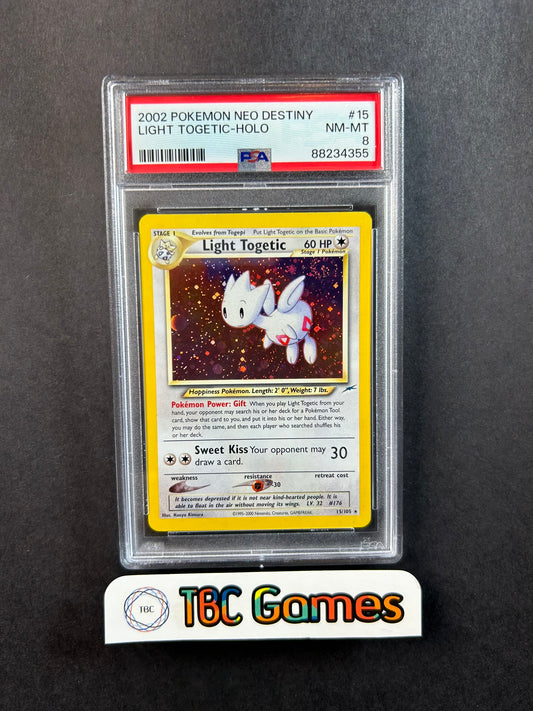 2002 POKEMON NEO DESTINY #15
LIGHT TOGETIC-HOLO NM-MT
8
PSA 88234355
STAGE 1 Evolves from Togepi Put Light Togetic on the Basic Pokémon
Light Togetic 60 HP
Stage 1 Pokémon
Happiness Pokémon. Length: 2' 0", Weight: 7 lbs.
Pokémon Power: Gift When you play Light Togetic from your
hand, your opponent may search his or her deck for a Pokémon Tool
card, show that card to you, and put it into his or her hand. Either way,
you may do the same, and then each player who searched shuffles his
or her deck.
Sweet Kiss Your opponent may 30
draw a card.
weakness resistance retreat cost
-30
It becomes depressed if it is not near kind-hearted people. It is
able to float in the air without moving its wings. LV. 32 #176
Illus. Naoyo Kimura ©1995-2000 Nintendo, Creatures, GAMEFREAK. 15/105 ★
TBC
TBC Games